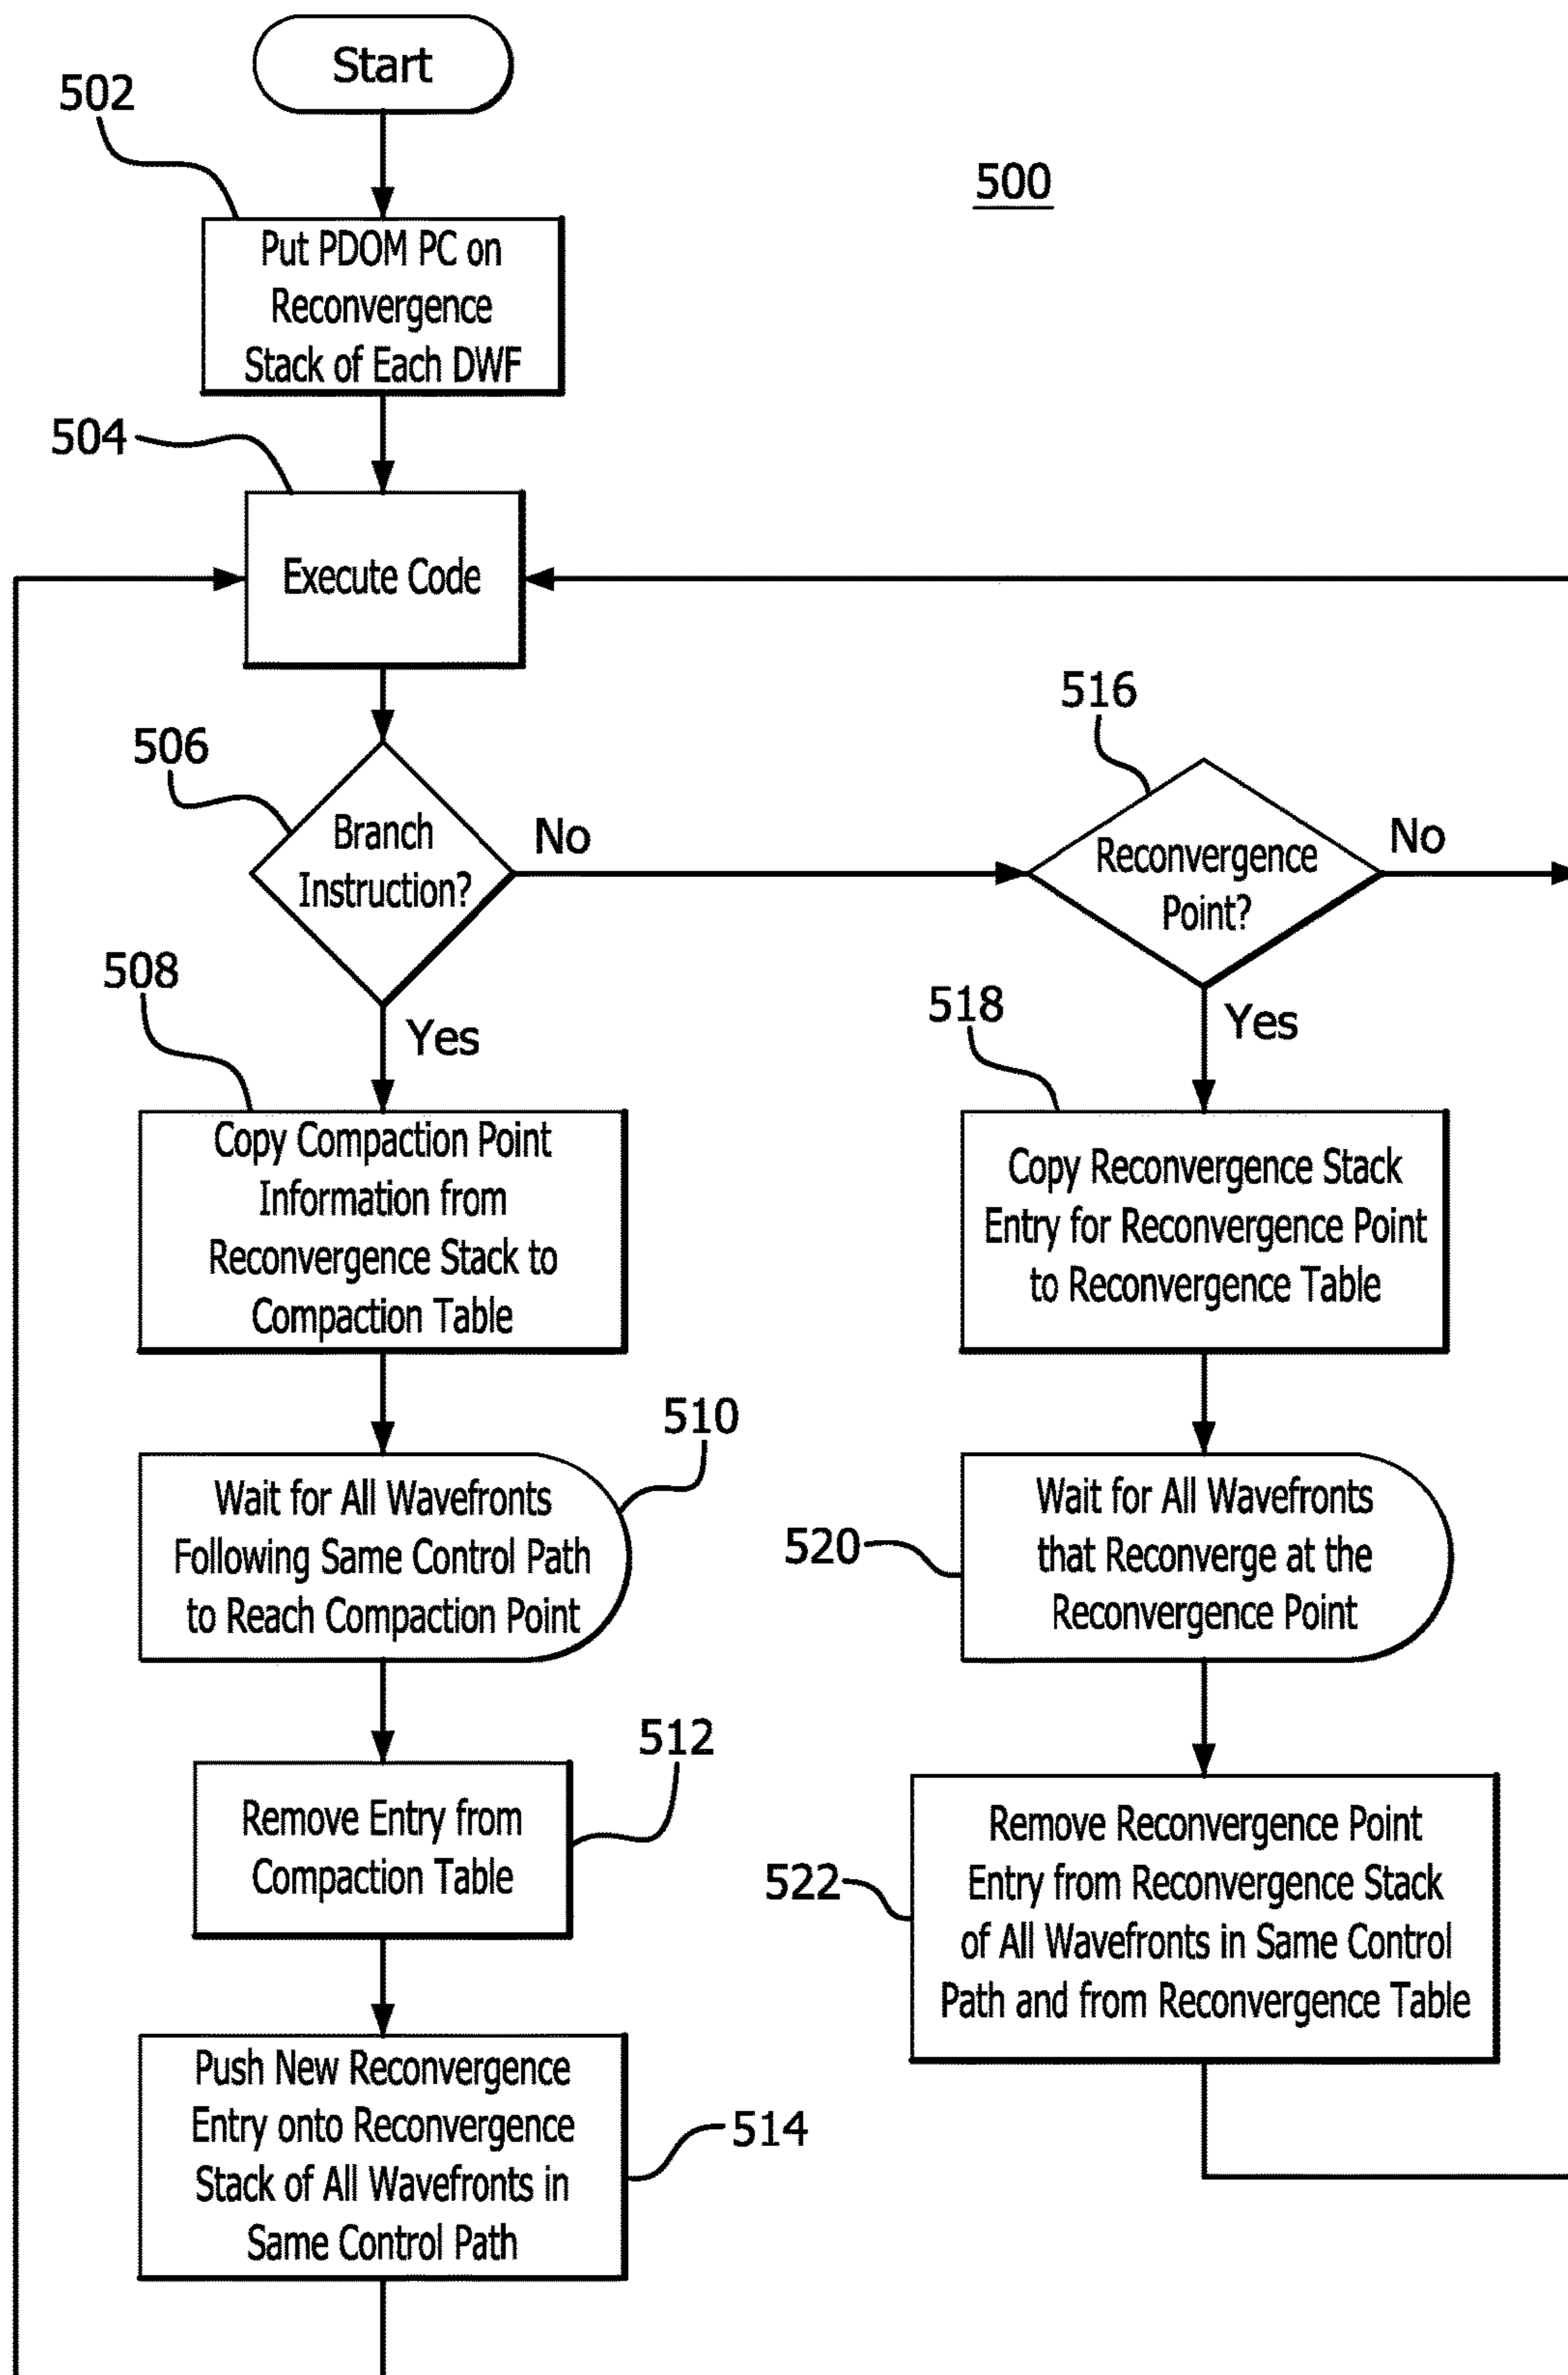 Start
502
500
Put PDOM PC on
Reconvergence
Stack of Each DWF
504
Execute Code
506
Branch
Instruction?
No
516
Reconvergence
Point?
No
508
Yes
Copy Compaction Point
Information from
Reconvergence Stack to
Compaction Table
518
Yes
Copy Reconvergence Stack
Entry for Reconvergence Point
to Reconvergence Table
510
Wait for All Wavefronts
Following Same Control Path
to Reach Compaction Point
520
Wait for All Wavefronts
that Reconverge at the
Reconvergence Point
512
Remove Entry from
Compaction Table
522
Remove Reconvergence Point
Entry from Reconvergence Stack
of All Wavefronts in Same Control
Path and from Reconvergence Table
Push New Reconvergence
Entry onto Reconvergence
Stack of All Wavefronts in
Same Control Path
514